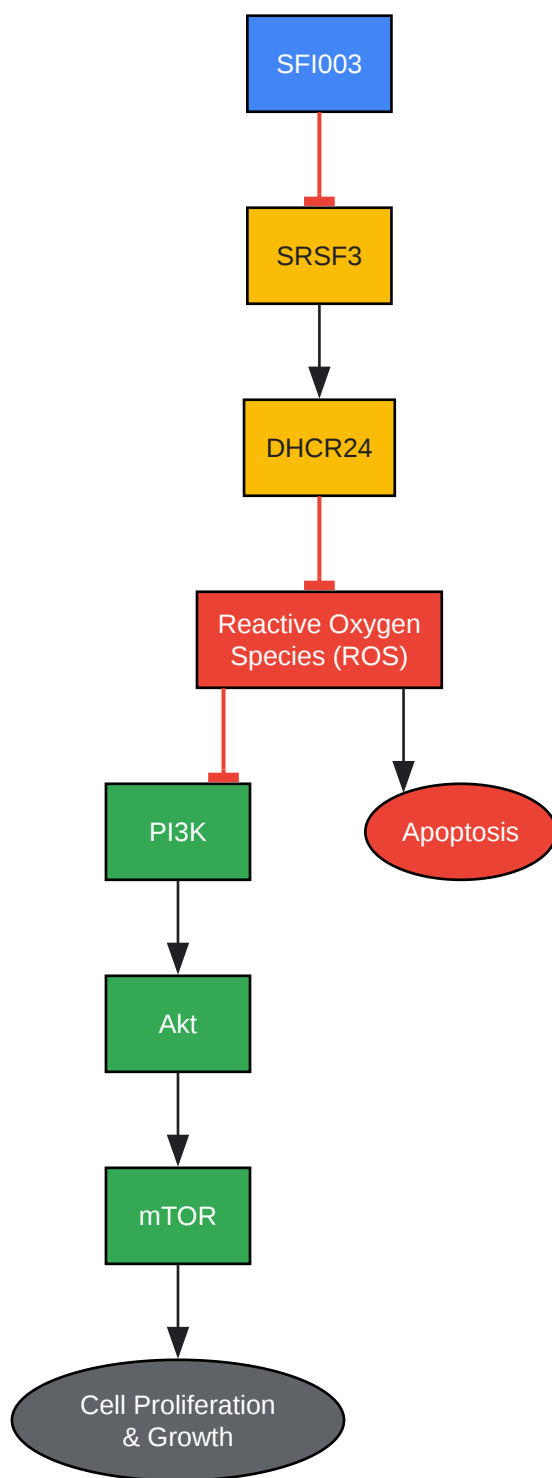 SFI003
SRSF3
DHCR24
Reactive Oxygen
Species (ROS)
PI3K
Apoptosis
Akt
mTOR
Cell Proliferation
& Growth